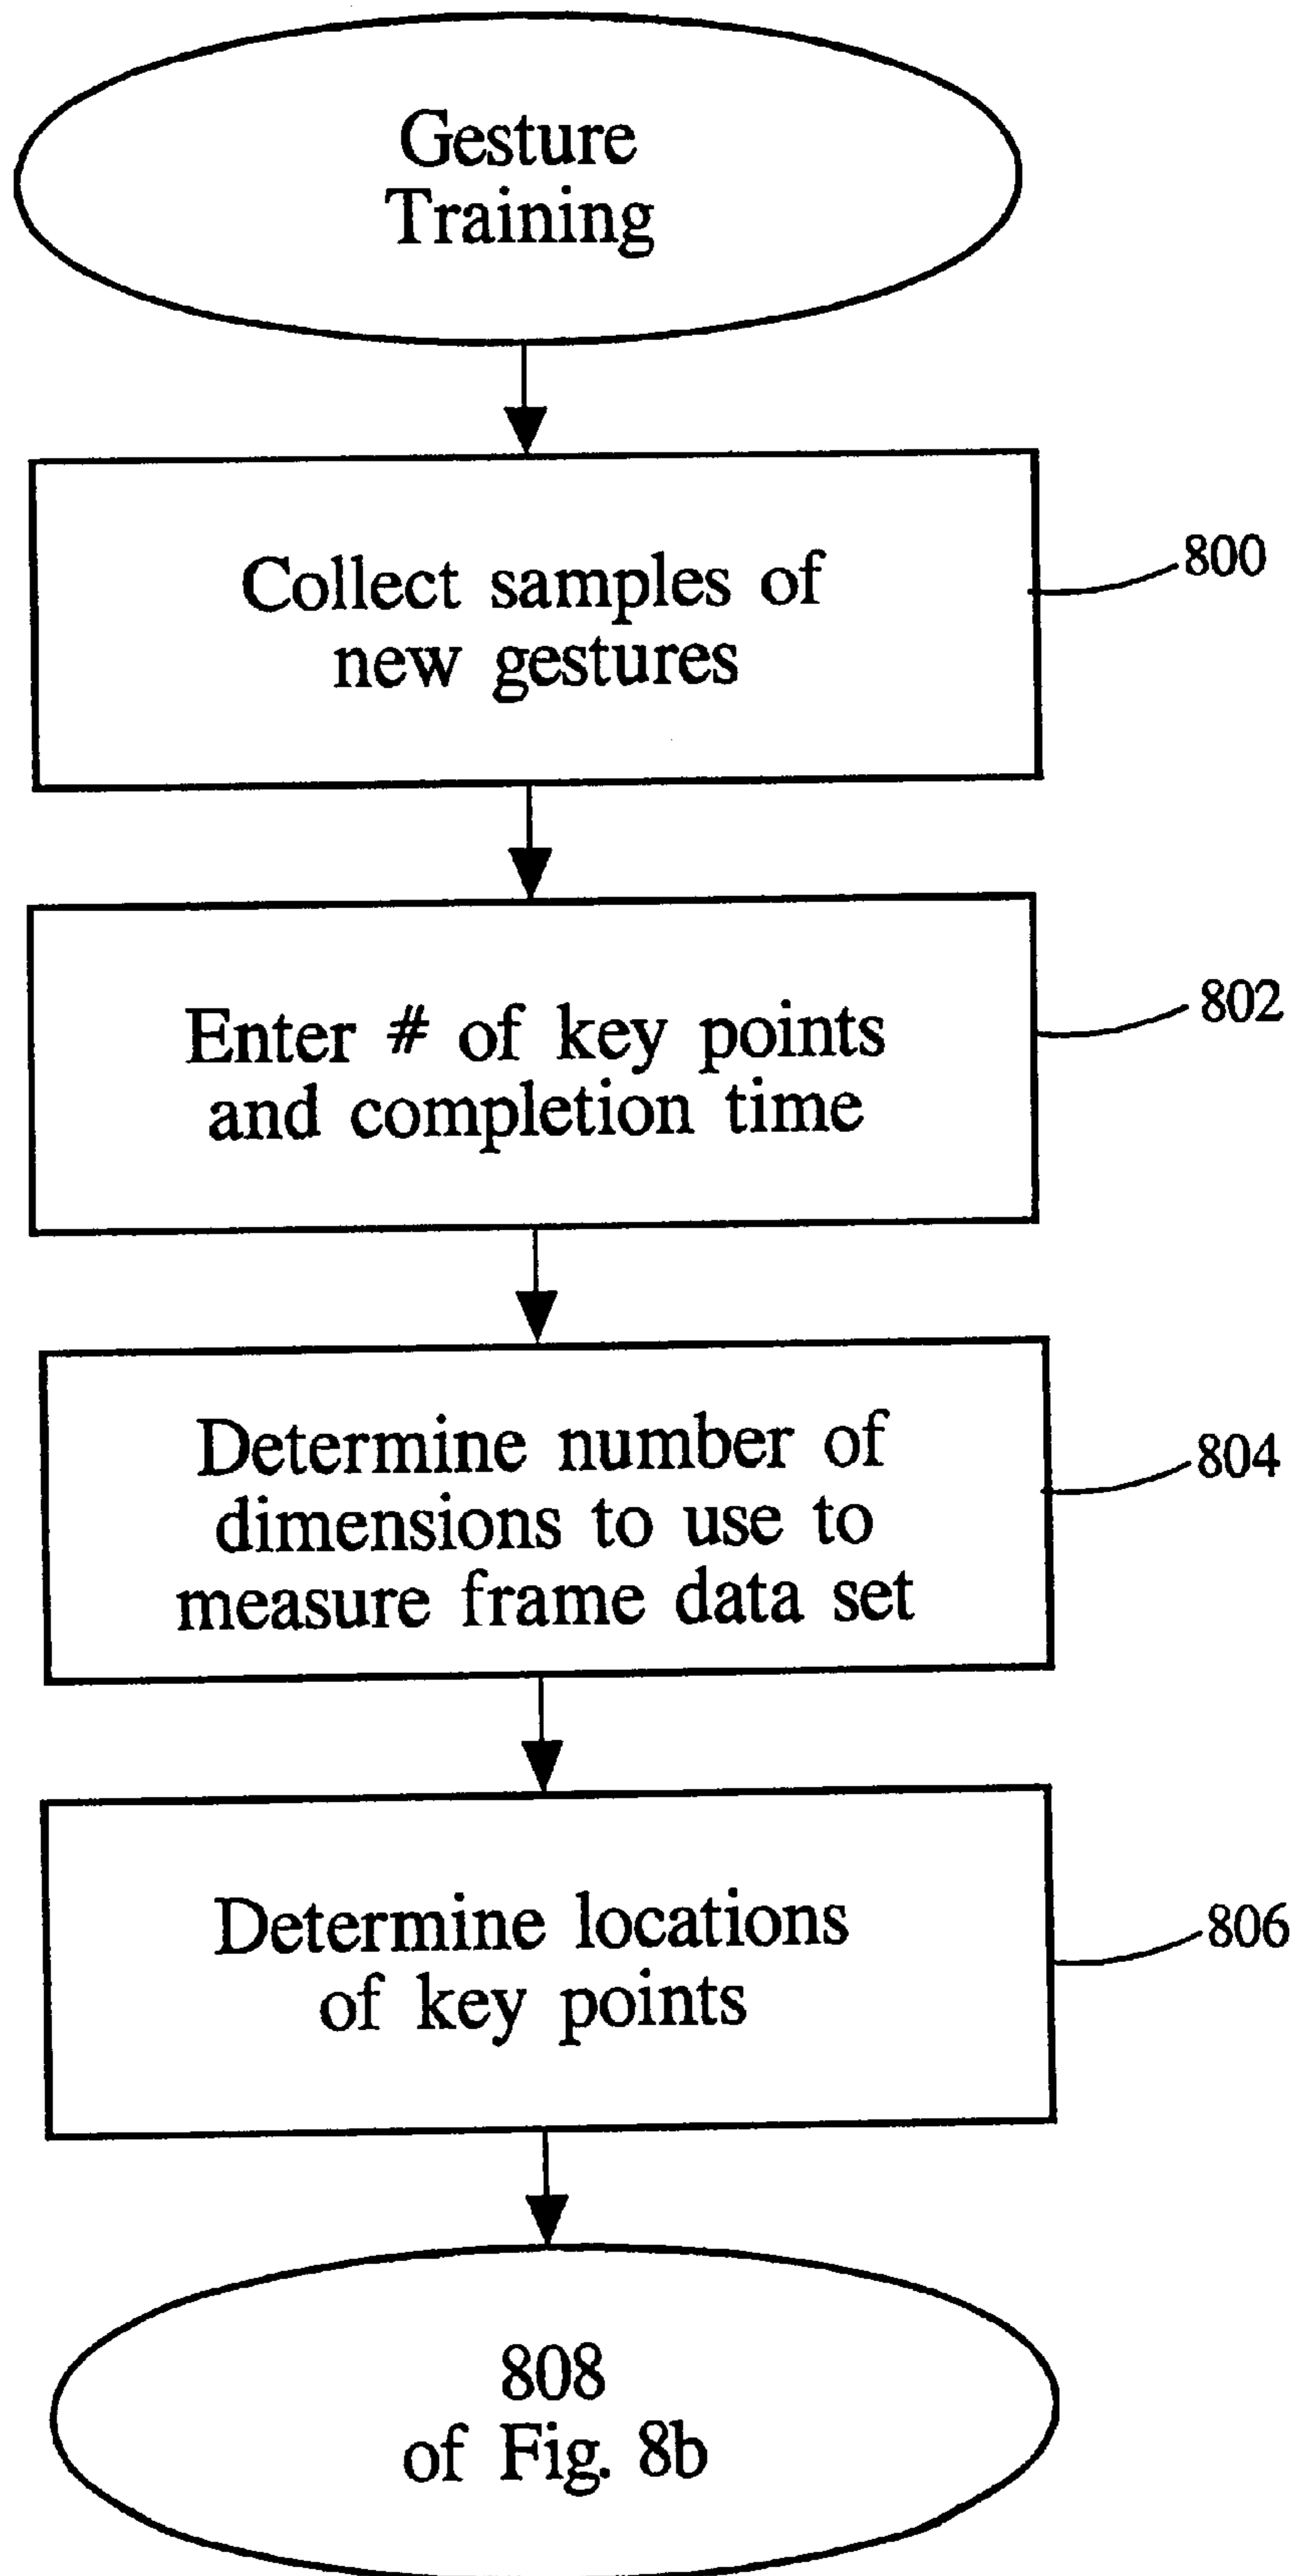 Gesture
Training
Collect samples of
new gestures
800
Enter # of key points
and completion time
802
Determine number of
dimensions to use to
measure frame data set
804
Determine locations
of key points
806
808
of Fig. 8b